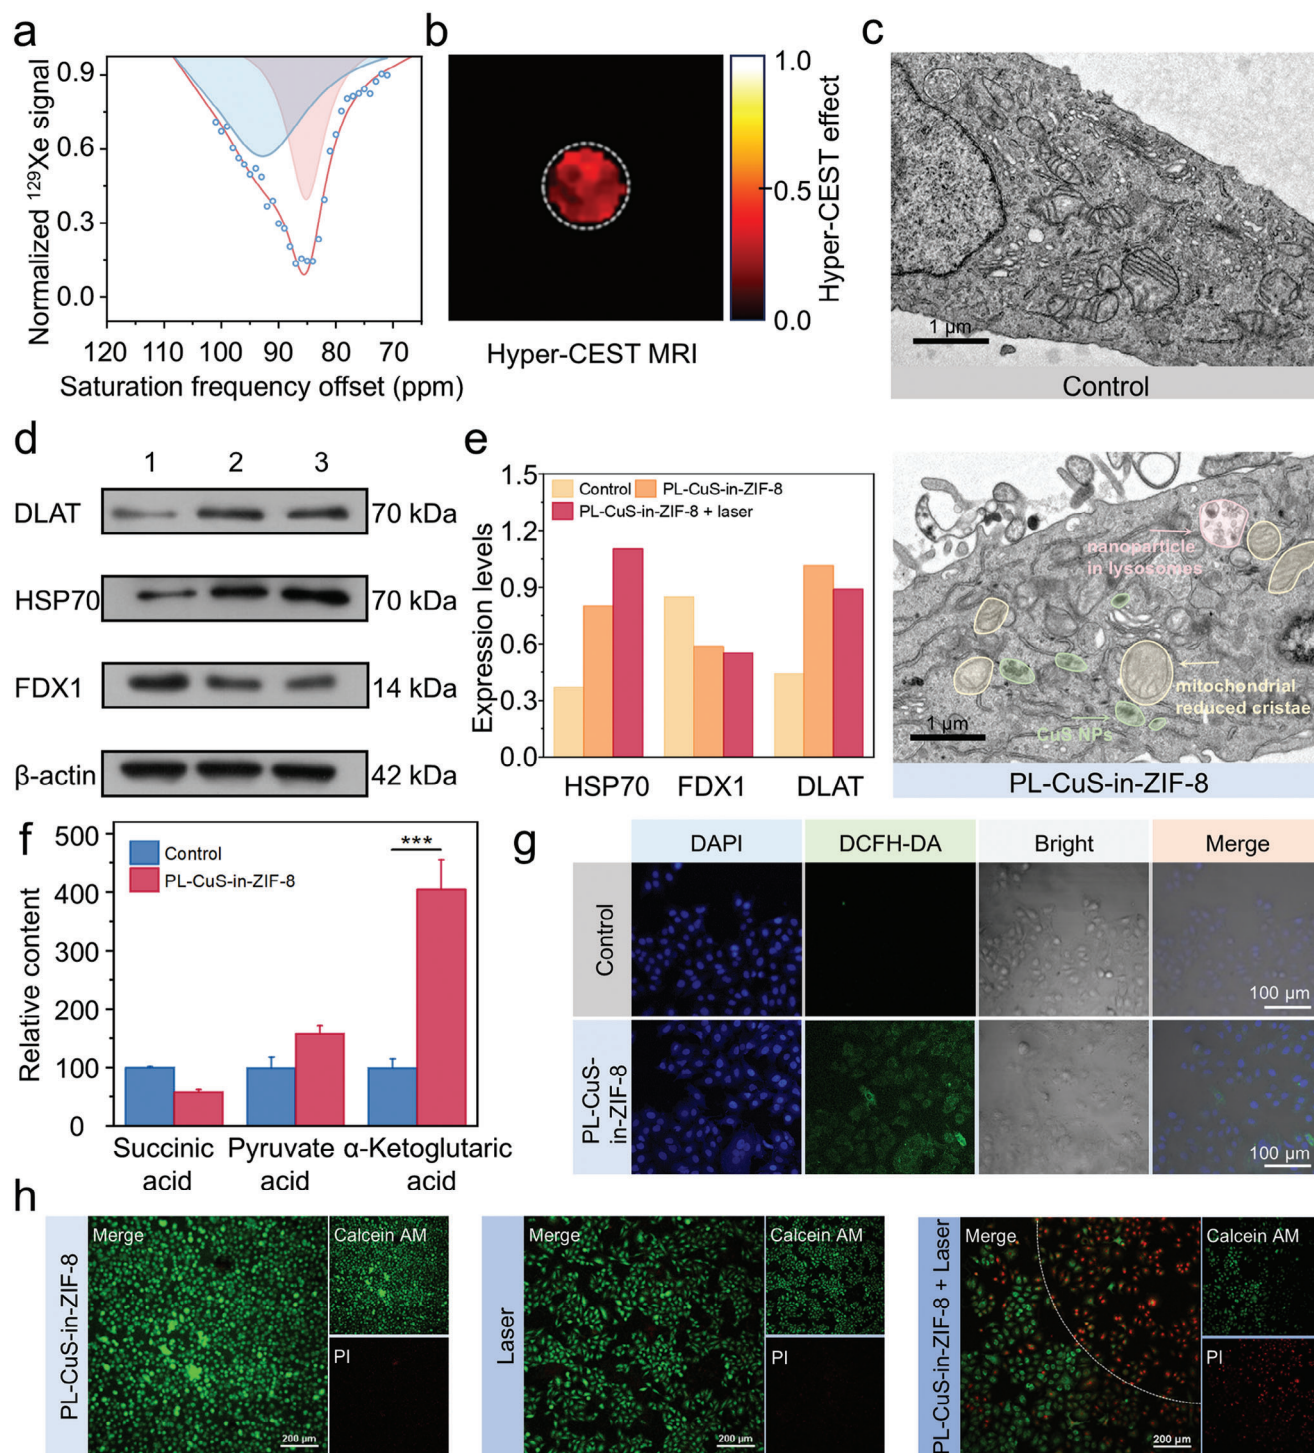 a
Normalized ¹²⁹Xe signal
0.9
0.6
0.3
0.0
120 110 100 90 80 70
Saturation frequency offset (ppm)
b
1.0
0.5
0.0
Hyper-CEST effect
Hyper-CEST MRI
c
1 µm
Control
nanoparticle
in lysosomes
mitochondrial
reduced cristae
CuS NPs
1 µm
PL-CuS-in-ZIF-8
d
1 2 3
DLAT 70 kDa
HSP70 70 kDa
FDX1 14 kDa
β-actin 42 kDa
e
Expression levels
1.5
1.2
0.9
0.6
0.3
0.0
Control PL-CuS-in-ZIF-8
PL-CuS-in-ZIF-8 + laser
HSP70 FDX1 DLAT
f
Relative content
500
400
300
200
100
0
Control
PL-CuS-in-ZIF-8
***
Succinic Pyruvate α-Ketoglutaric
acid acid acid
g
DAPI DCFH-DA Bright Merge
Control
100 µm
PL-CuS-
in-ZIF-8
100 µm
h
PL-CuS-in-ZIF-8
Merge
Calcein AM
PI
200 µm
Laser
Merge
Calcein AM
PI
200 µm
PL-CuS-in-ZIF-8 + Laser
Merge
Calcein AM
PI
200 µm